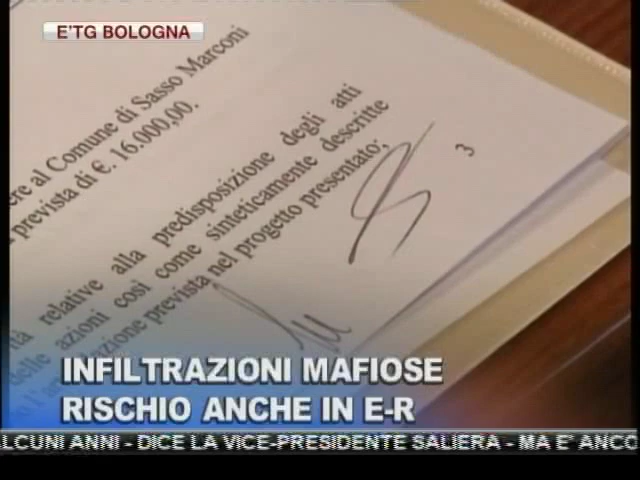 E'TG BOLOGNA
ere al Comune di Sasso Marconi
prevista di €. 16.000,00.
relative alla predisposizione degli atti
delle azioni così come sinteticamente descritte
prevista nel progetto presentato;
3
INFILTRAZIONI MAFIOSE
RISCHIO ANCHE IN E-R
ALCUNI ANNI - DICE LA VICE-PRESIDENTE SALIERA - MA E' ANCO